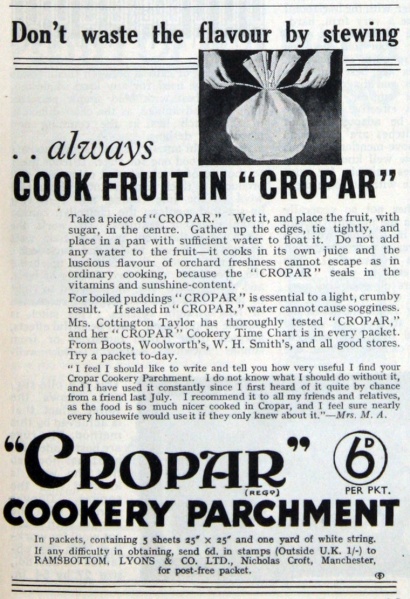 Don't waste the flavour by stewing
. . always
COOK FRUIT IN "CROPAR"
Take a piece of "CROPAR." Wet it, and place the fruit, with
sugar, in the centre. Gather up the edges, tie tightly, and
place in a pan with sufficient water to float it. Do not add
any water to the fruit—it cooks in its own juice and the
luscious flavour of orchard freshness cannot escape as in
ordinary cooking, because the "CROPAR" seals in the
vitamins and sunshine-content.
For boiled puddings "CROPAR" is essential to a light, crumby
result. If sealed in "CROPAR," water cannot cause sogginess.
Mrs. Cottington Taylor has thoroughly tested "CROPAR,"
and her "CROPAR" Cookery Time Chart is in every packet.
From Boots, Woolworth's, W. H. Smith's, and all good stores.
Try a packet to-day.
"I feel I should like to write and tell you how very useful I find your
Cropar Cookery Parchment. I do not know what I should do without it,
and I have used it constantly since I first heard of it quite by chance
from a friend last July. I recommend it to all my friends and relatives,
as the food is so much nicer cooked in Cropar, and I feel sure nearly
every housewife would use it if they only knew about it."—Mrs. M. A.
"CROPAR"
(REGD)
6D
PER PKT.
COOKERY PARCHMENT
In packets, containing 5 sheets 25" × 25" and one yard of white string.
If any difficulty in obtaining, send 6d. in stamps (Outside U.K. 1/-) to
RAMSBOTTOM, LYONS & CO. LTD., Nicholas Croft, Manchester,
for post-free packet.